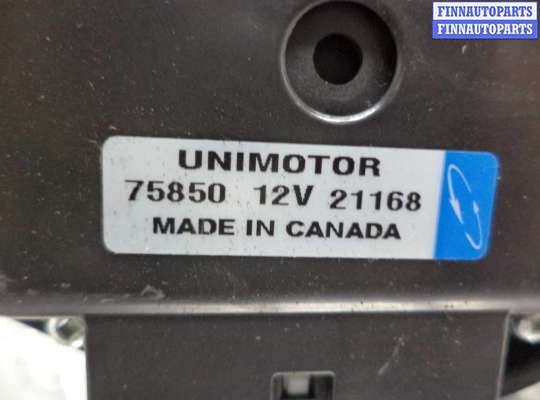 FINNAUTOPARTS
FINNAUTOPARTS
UNIMOTOR
75850 12V 21168
MADE IN CANADA